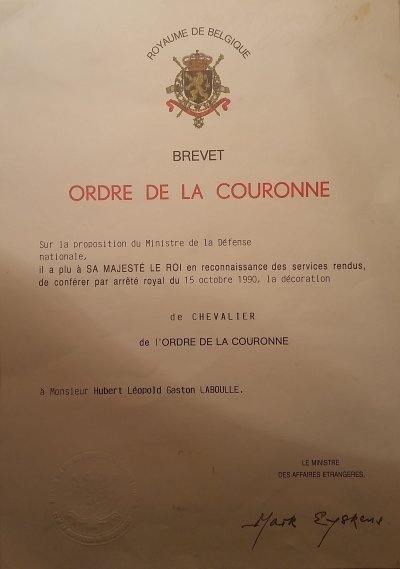 ROYAUME DE BELGIQUE
BREVET
ORDRE DE LA COURONNE
Sur la proposition du Ministre de la Défense
nationale,
il a plu à SA MAJESTÉ LE ROI en reconnaissance des services rendus,
de conférer par arrêté royal du 15 octobre 1990, la décoration
de CHEVALIER
de l'ORDRE DE LA COURONNE
à Monsieur Hubert Léopold Gaston LABOULLE.
LE MINISTRE
DES AFFAIRES ETRANGERES,
Mark Eyskens